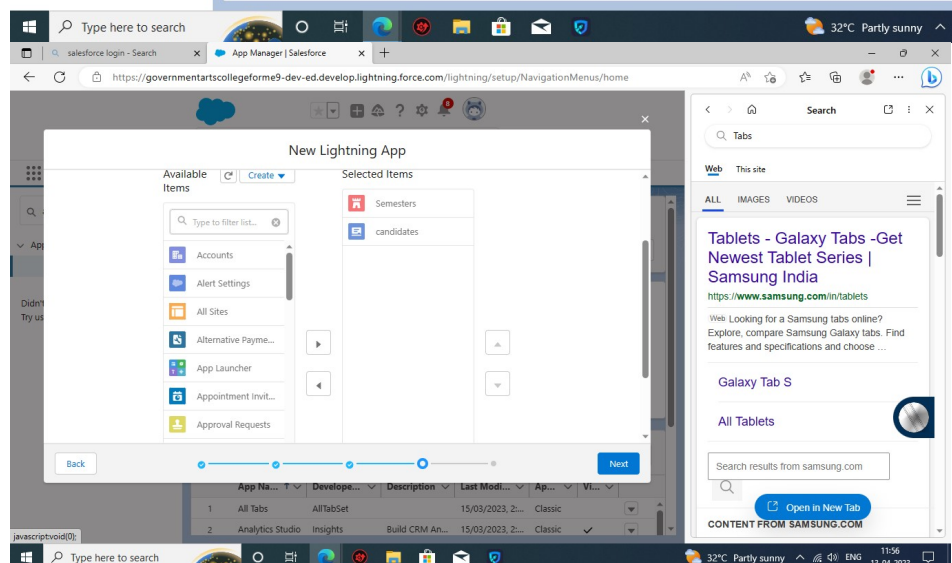 Type here to search
32°C Partly sunny
salesforce login - Search
App Manager | Salesforce
https://governmentartscollegeforme9-dev-ed.develop.lightning.force.com/lightning/setup/NavigationMenus/home
Search
Tabs
Web This site
ALL IMAGES VIDEOS
Tablets - Galaxy Tabs -Get
Newest Tablet Series |
Samsung India
https://www.samsung.com/in/tablets
Web Looking for a Samsung tabs online?
Explore, compare Samsung Galaxy tabs. Find
features and specifications and choose ...
Galaxy Tab S
All Tablets
Search results from samsung.com
Open in New Tab
CONTENT FROM SAMSUNG.COM
8
New Lightning App
Available
Items
Create
Selected Items
Type to filter list...
Accounts
Alert Settings
All Sites
Alternative Payme...
App Launcher
Appointment Invit...
Approval Requests
Semesters
candidates
Back
Next
App
Didn'
Try us
App Na... Develope... Description Last Modi... Ap... Vi...
1 All Tabs AllTabSet 15/03/2023, 2:... Classic
2 Analytics Studio Insights Build CRM An... 15/03/2023, 2:... Classic
javascript:void(0);
Type here to search
32°C Partly sunny
ENG
11:56
13-04-2023